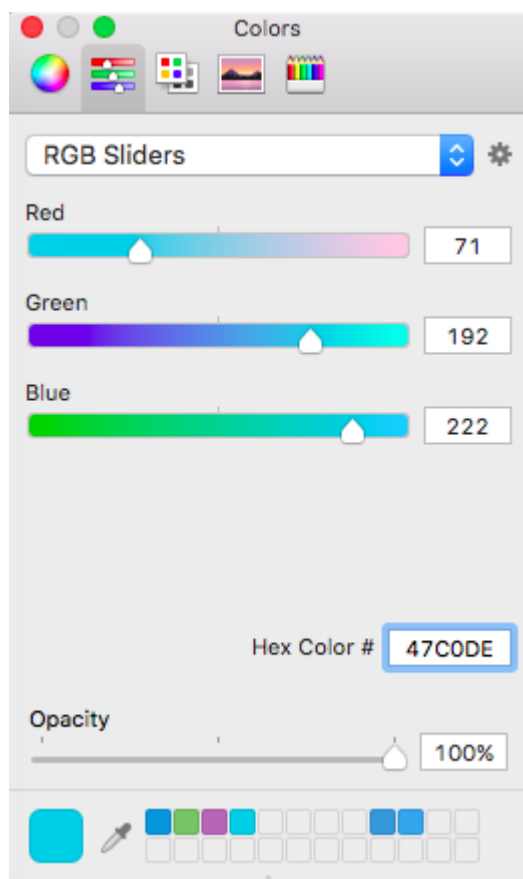 Colors
RGB Sliders
Red
71
Green
192
Blue
222
Hex Color # 47C0DE
Opacity
100%